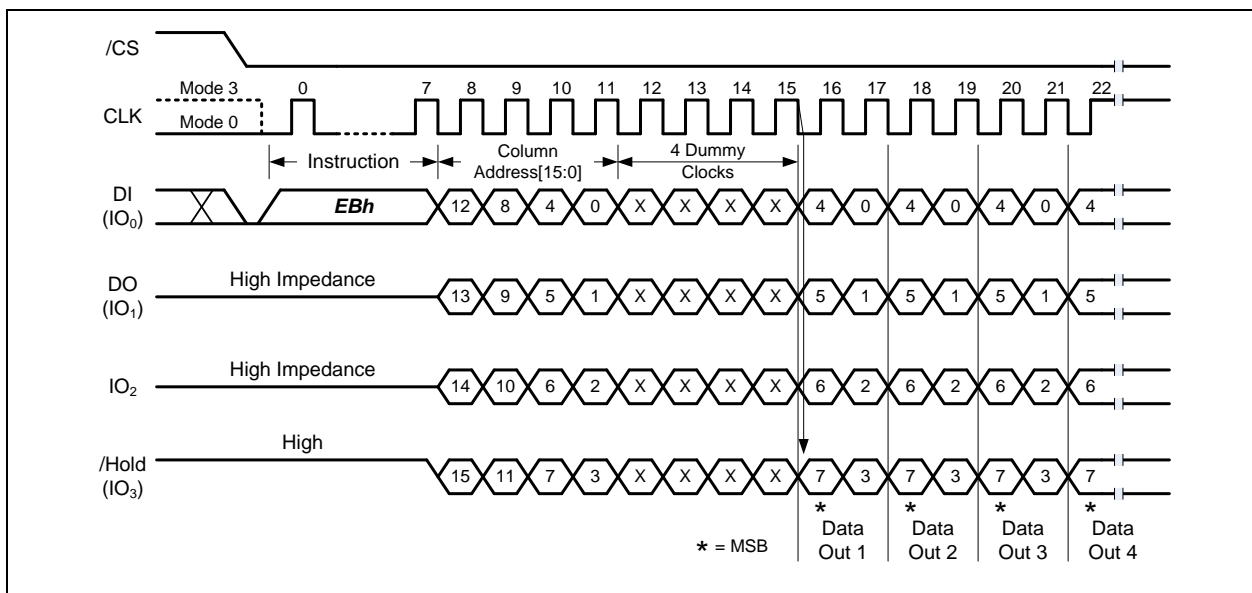 /CS
Mode 3 0 7 8 9 10 11 12 13 14 15 16 17 18 19 20 21 22
CLK
Mode 0
Instruction Column Address[15:0] 4 Dummy Clocks
DI
(IO0)
EBh 12 8 4 0 X X X X 4 0 4 0 4 0 4
DO
(IO1)
High Impedance 13 9 5 1 X X X X 5 1 5 1 5 1 5
IO2 High Impedance 14 10 6 2 X X X X 6 2 6 2 6 2 6
High
/Hold
(IO3)
15 11 7 3 X X X X 7 3 7 3 7 3 7
* * * *
* = MSB
Data Out 1 Data Out 2 Data Out 3 Data Out 4